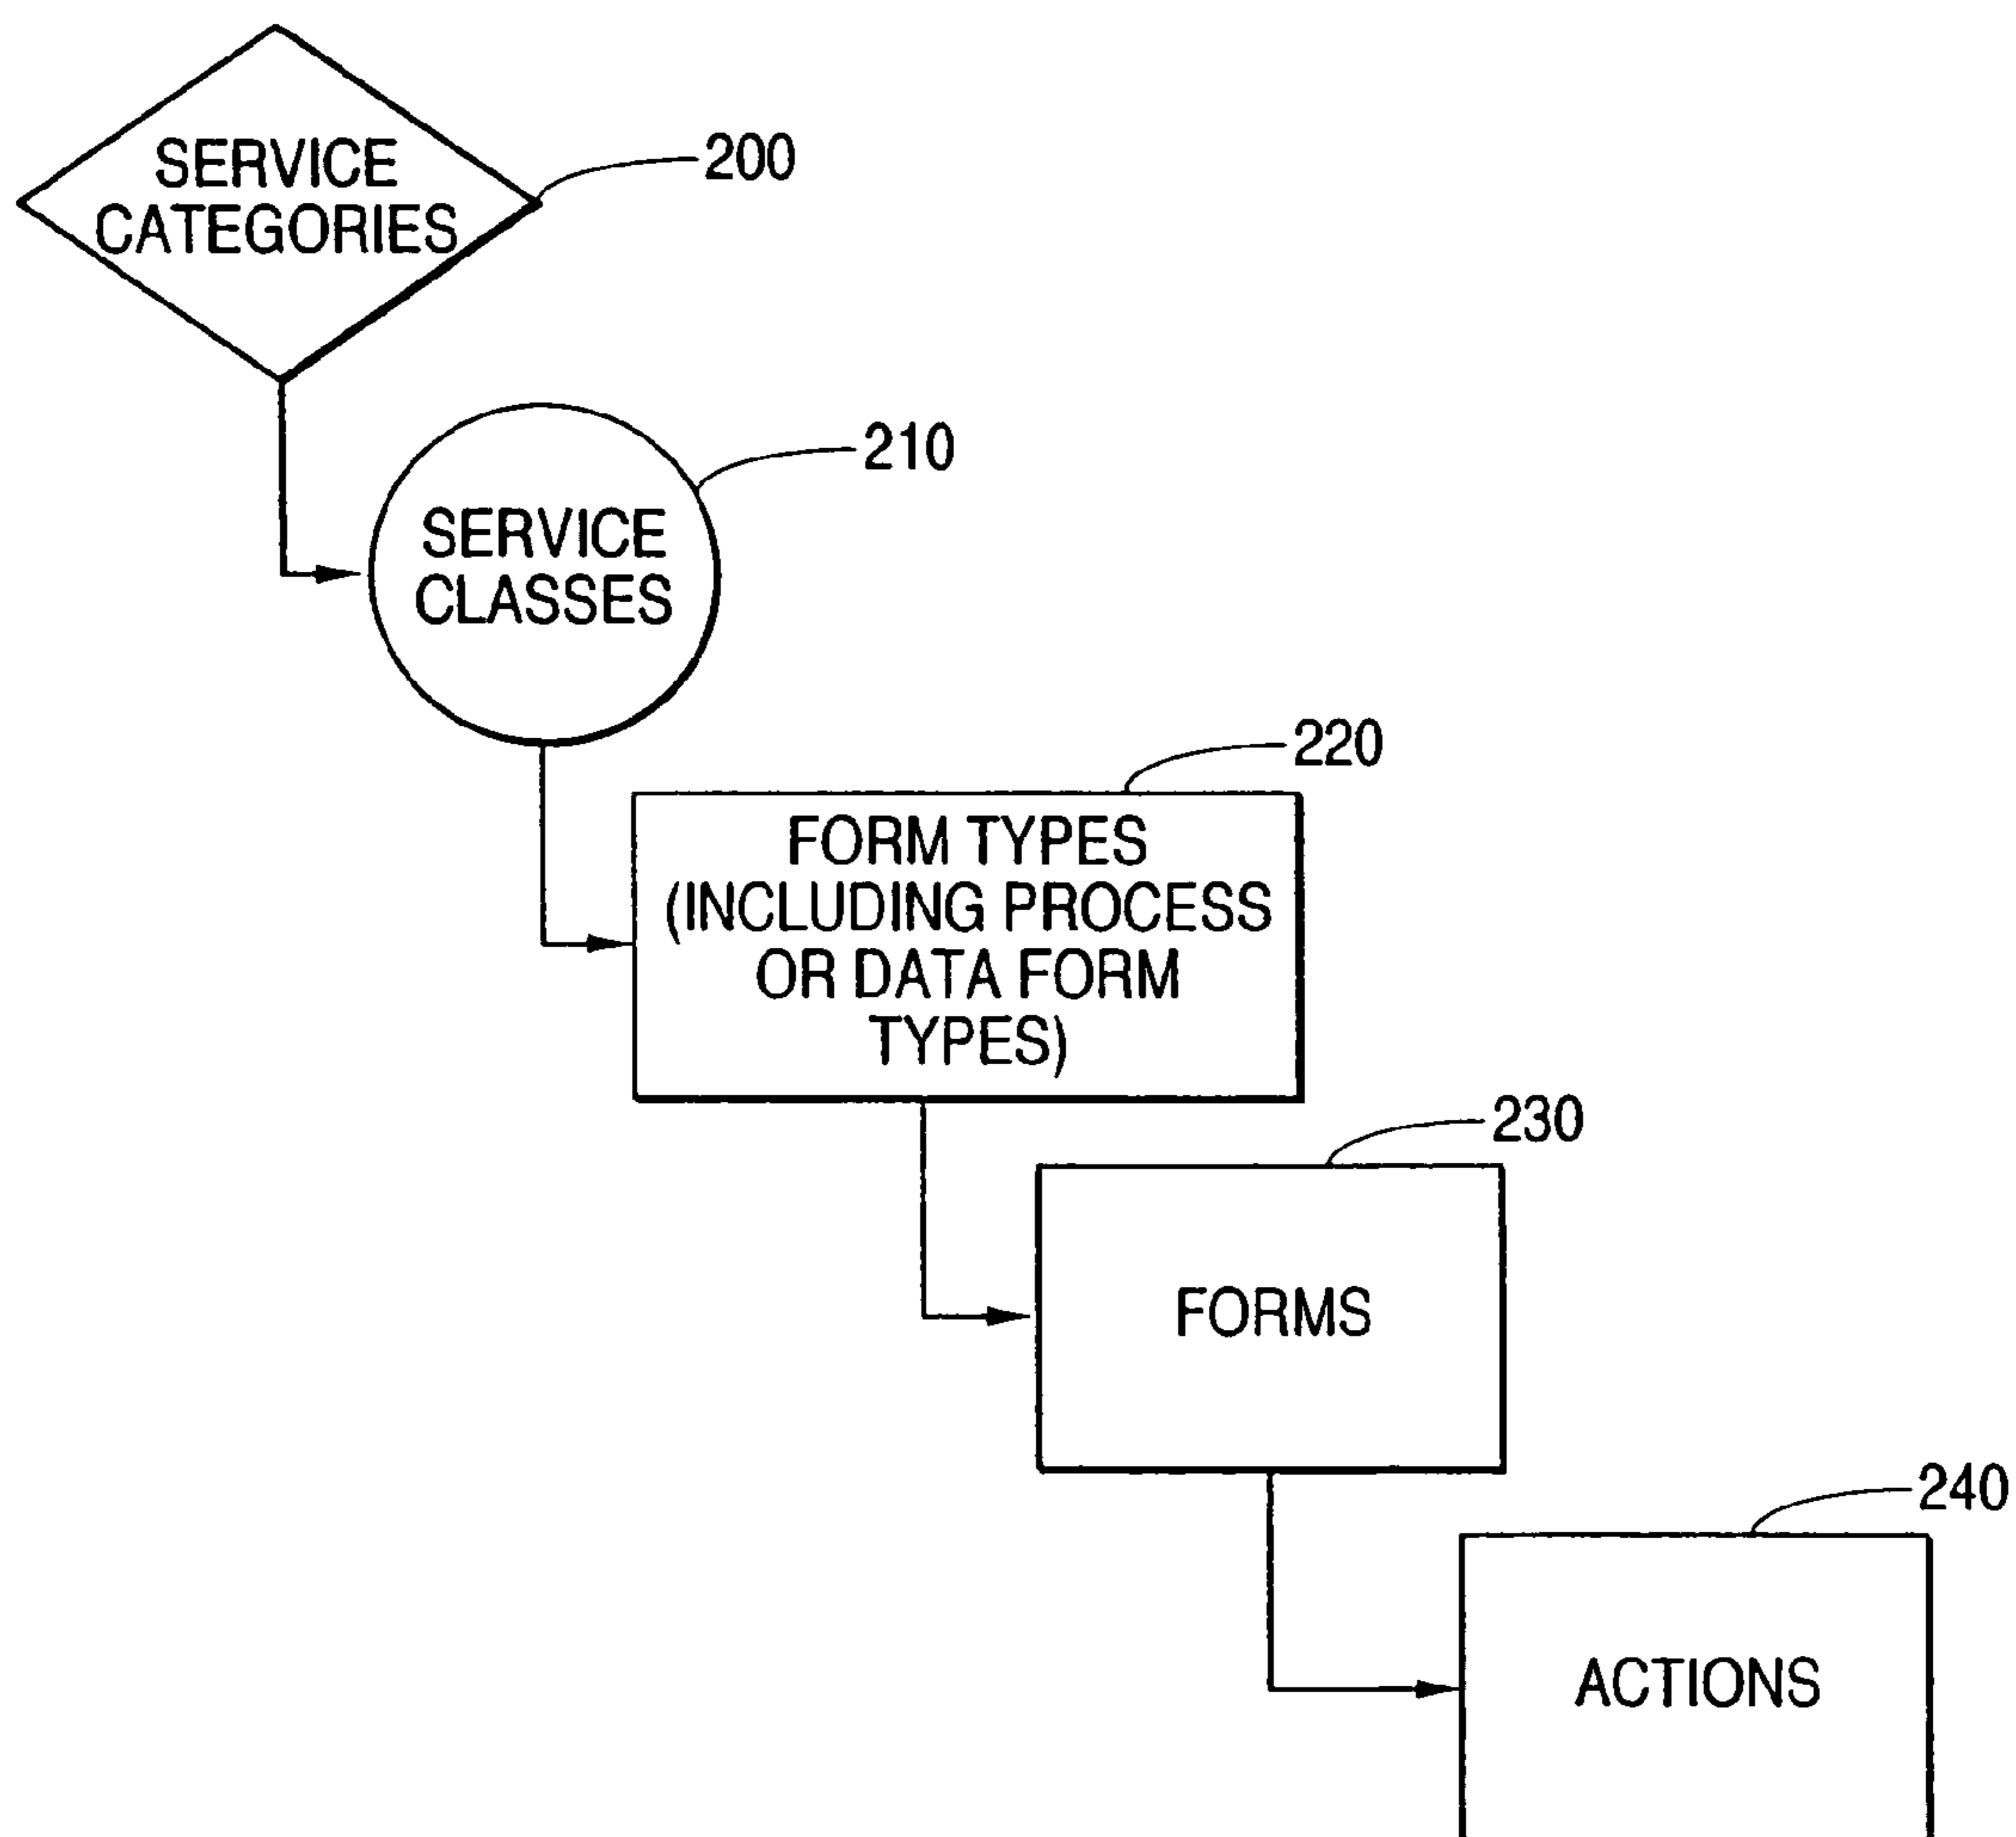 SERVICE
CATEGORIES
200
SERVICE
CLASSES
210
FORM TYPES
(INCLUDING PROCESS
OR DATA FORM
TYPES)
220
FORMS
230
ACTIONS
240